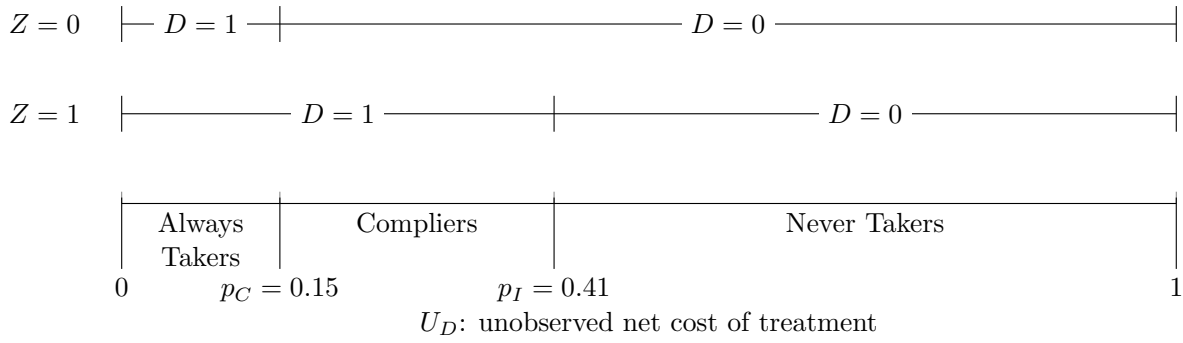 Z = 0 D = 1 D = 0
Z = 1 D = 1 D = 0
Always Takers Compliers Never Takers
0 p_C = 0.15 p_I = 0.41 1
U_D: unobserved net cost of treatment